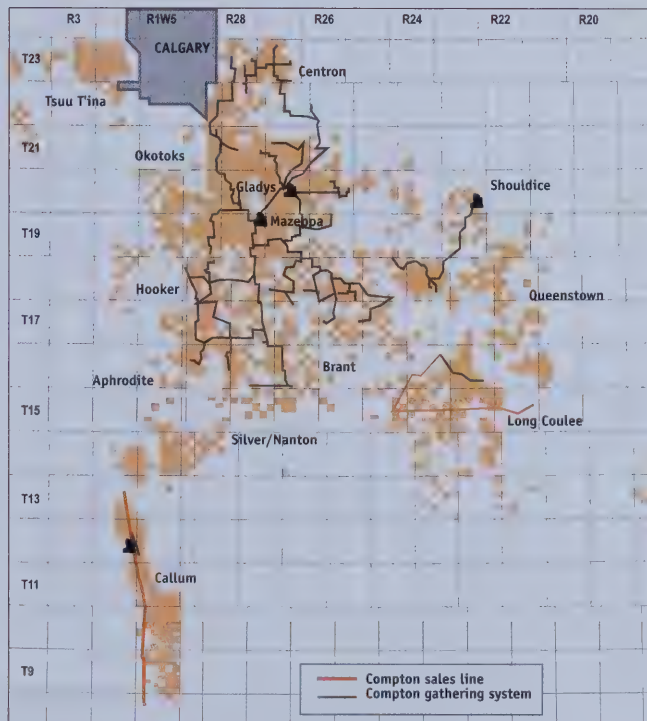 R3 R1W5 R28 R26 R24 R22 R20
CALGARY
T23
Centron
Tsuu T'ina
T21
Okotoks
Gladys
Shouldice
Mazeppa
T19
Hooker
Queenstown
T17
Brant
Aphrodite
T15
Long Coulee
Silver/Nanton
T13
Callum
T11
T9
Compton sales line
Compton gathering system